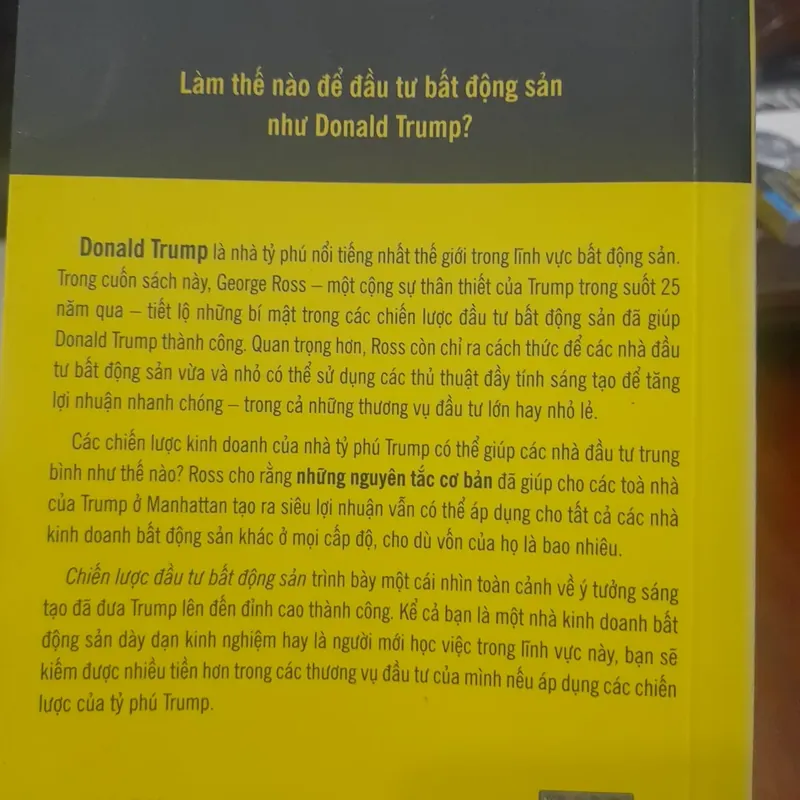 Làm thế nào để đầu tư bất động sản
như Donald Trump?
Donald Trump là nhà tỷ phú nổi tiếng nhất thế giới trong lĩnh vực bất động sản.
Trong cuốn sách này, George Ross – một cộng sự thân thiết của Trump trong suốt 25
năm qua – tiết lộ những bí mật trong các chiến lược đầu tư bất động sản đã giúp
Donald Trump thành công. Quan trọng hơn, Ross còn chỉ ra cách thức để các nhà đầu
tư bất động sản vừa và nhỏ có thể sử dụng các thủ thuật đầy tính sáng tạo để tăng
lợi nhuận nhanh chóng – trong cả những thương vụ đầu tư lớn hay nhỏ lẻ.
Các chiến lược kinh doanh của nhà tỷ phú Trump có thể giúp các nhà đầu tư trung
bình như thế nào? Ross cho rằng những nguyên tắc cơ bản đã giúp cho các toà nhà
của Trump ở Manhattan tạo ra siêu lợi nhuận vẫn có thể áp dụng cho tất cả các nhà
kinh doanh bất động sản khác ở mọi cấp độ, cho dù vốn của họ là bao nhiêu.
Chiến lược đầu tư bất động sản trình bày một cái nhìn toàn cảnh về ý tưởng sáng
tạo đã đưa Trump lên đến đỉnh cao thành công. Kể cả bạn là một nhà kinh doanh bất
động sản dày dạn kinh nghiệm hay là người mới học việc trong lĩnh vực này, bạn sẽ
kiếm được nhiều tiền hơn trong các thương vụ đầu tư của mình nếu áp dụng các chiến
lược của tỷ phú Trump.